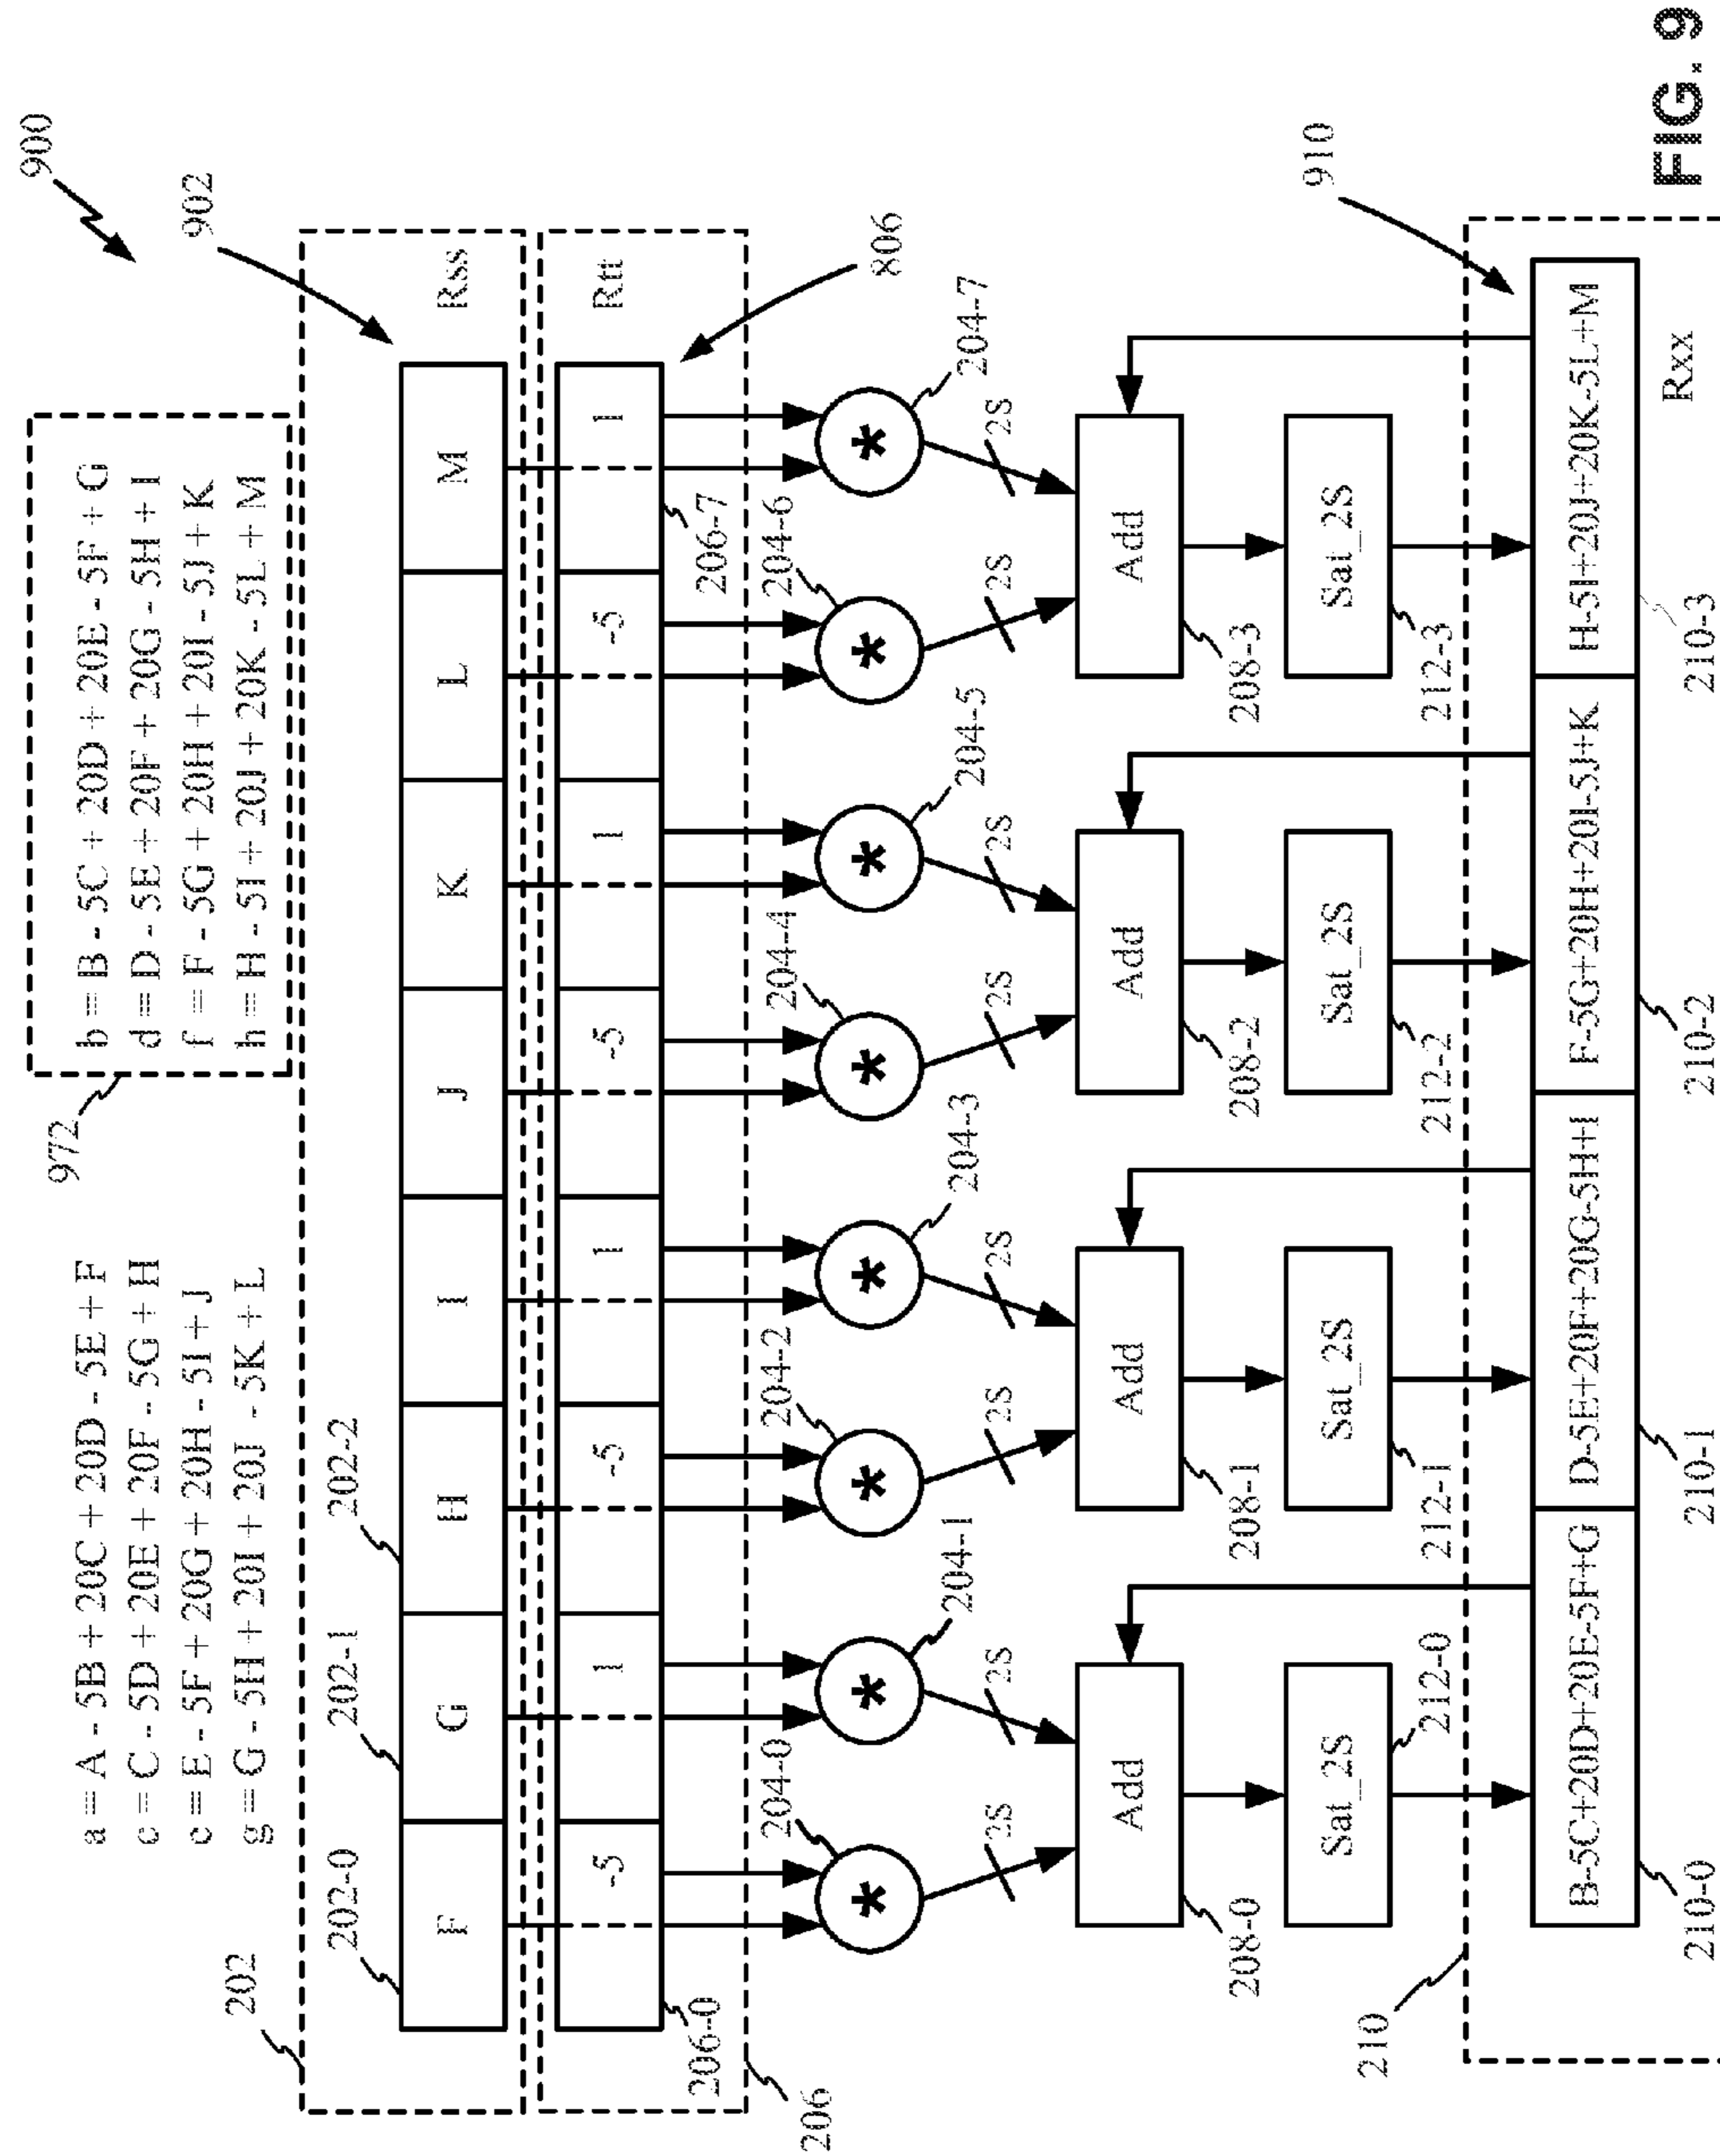 900
a = A - 5B + 20C + 20D - 5E + F
c = C - 5D + 20E + 20F - 5G + H
e = E - 5F + 20G + 20H - 5I + J
g = G - 5H + 20I + 20J - 5K + L
972
b = B - 5C + 20D + 20E - 5F + G
d = D - 5E + 20F + 20G - 5H + I
f = F - 5G + 20H + 20I - 5J + K
h = H - 5I + 20J + 20K - 5L + M
202 202-0 202-1 202-2 902
F G H I J K L M Rss
-5 1 -5 1 -5 1 -5 1 Rtt
206-0 206-7 806
206
204-0 204-1 204-2 204-3 204-4 204-5 204-6 204-7
* * * * * * * *
2S 2S 2S 2S 2S 2S 2S 2S
Add Add Add Add
208-0 208-1 208-2 208-3
Sat_2S Sat_2S Sat_2S Sat_2S
212-0 212-1 212-2 212-3
210 910
B-5C+20D+20E-5F+G D-5E+20F+20G-5H+I F-5G+20H+20I-5J+K H-5I+20J+20K-5L+M
210-0 210-1 210-2 210-3
Rxx
FIG. 9